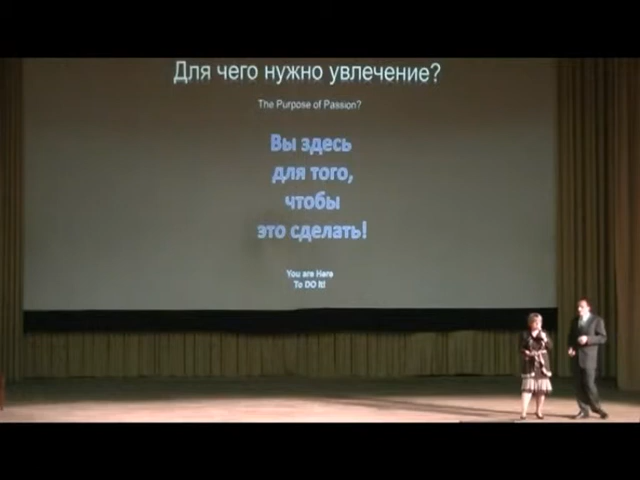 Для чего нужно увлечение?
The Purpose of Passion?
Вы здесь
для того,
чтобы
это сделать!
You are Here
To DO It!